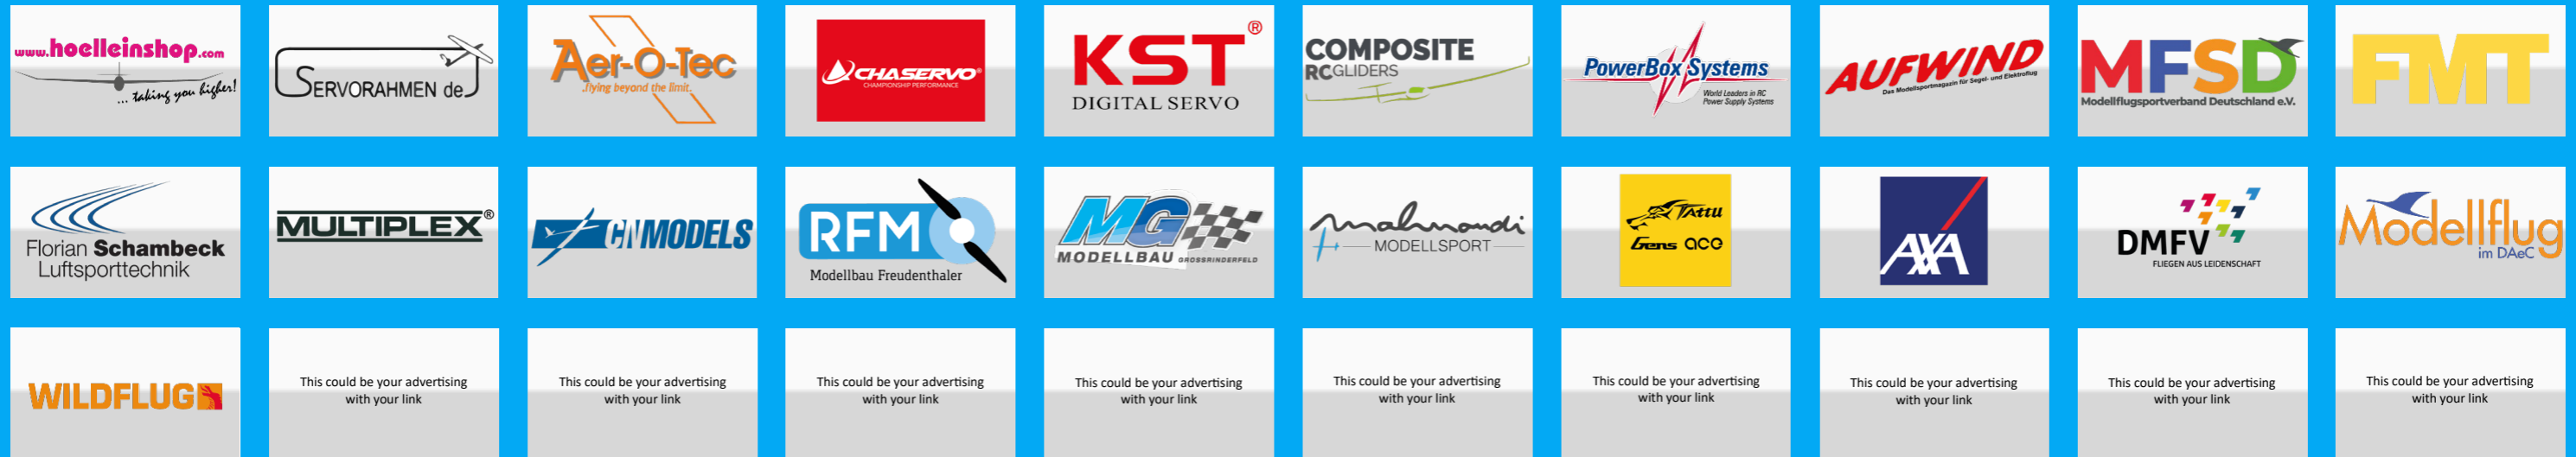 www.hoelleinshop.com
... taking you higher!
SERVORAHMEN de
Aer-O-Tec
.flying beyond the limit.
CHASERVO®
CHAMPIONSHIP PERFORMANCE
KST®
DIGITAL SERVO
COMPOSITE
RCGLIDERS
PowerBox Systems
World Leaders in RC
Power Supply Systems
AUFWIND
Das Modellsportmagazin für Segel- und Elektroflug
MFSD
Modellflugsportverband Deutschland e.V.
FMT
Florian Schambeck
Luftsporttechnik
MULTIPLEX®
CNMODELS
RFM
Modellbau Freudenthaler
MG
MODELLBAU GROSSRINDERFELD
mahmoudi
MODELLSPORT
TATTU
Gens ace
AXA
DMFV
FLIEGEN AUS LEIDENSCHAFT
Modellflug
im DAeC
WILDFLUG
This could be your advertising
with your link
This could be your advertising
with your link
This could be your advertising
with your link
This could be your advertising
with your link
This could be your advertising
with your link
This could be your advertising
with your link
This could be your advertising
with your link
This could be your advertising
with your link
This could be your advertising
with your link